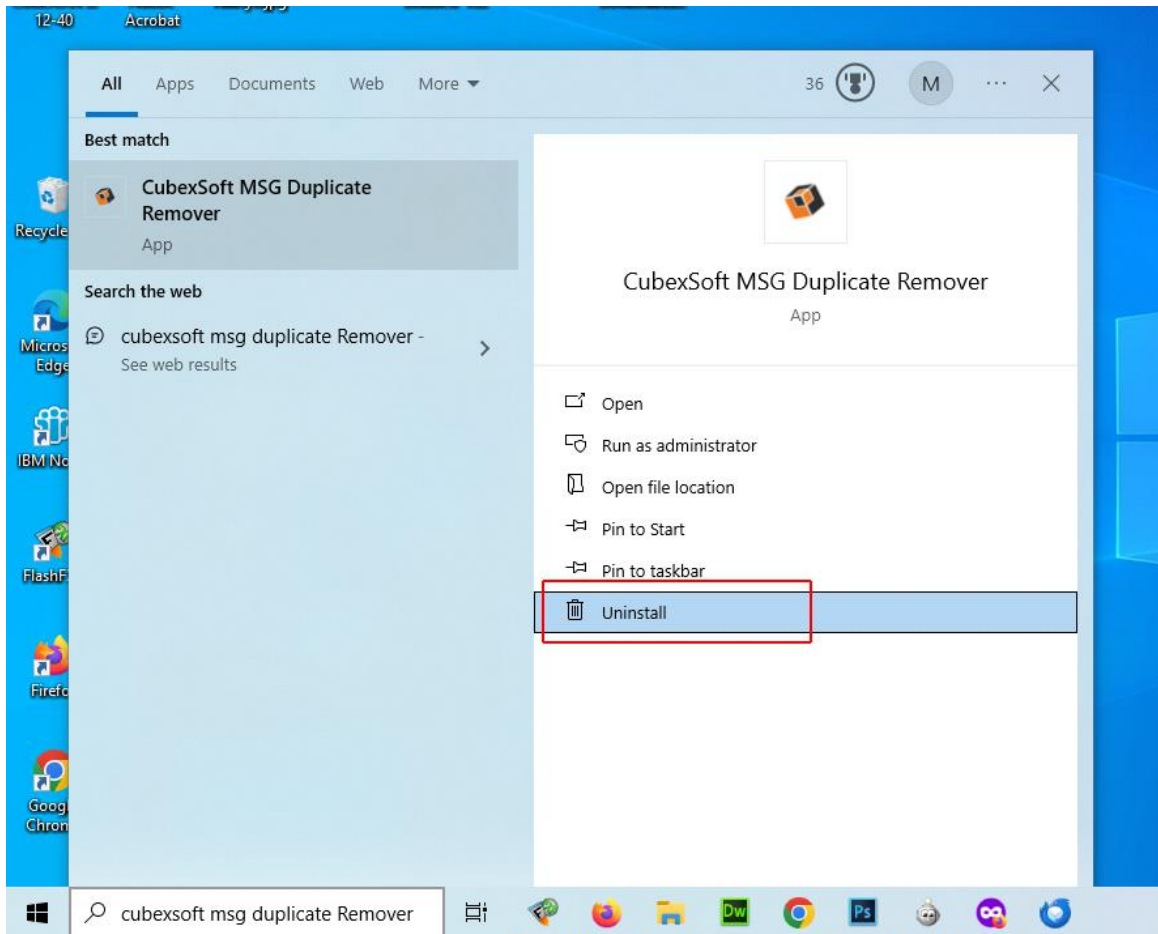 12-40
Acrobat
All Apps Documents Web More
36
M
Best match
CubexSoft MSG Duplicate
Remover
App
Search the web
cubexsoft msg duplicate Remover -
See web results
CubexSoft MSG Duplicate Remover
App
Open
Run as administrator
Open file location
Pin to Start
Pin to taskbar
Uninstall
Recycle
Micros
Edge
IBM No
FlashF
Firefo
Goog
Chron
cubexsoft msg duplicate Remover
Dw
Ps